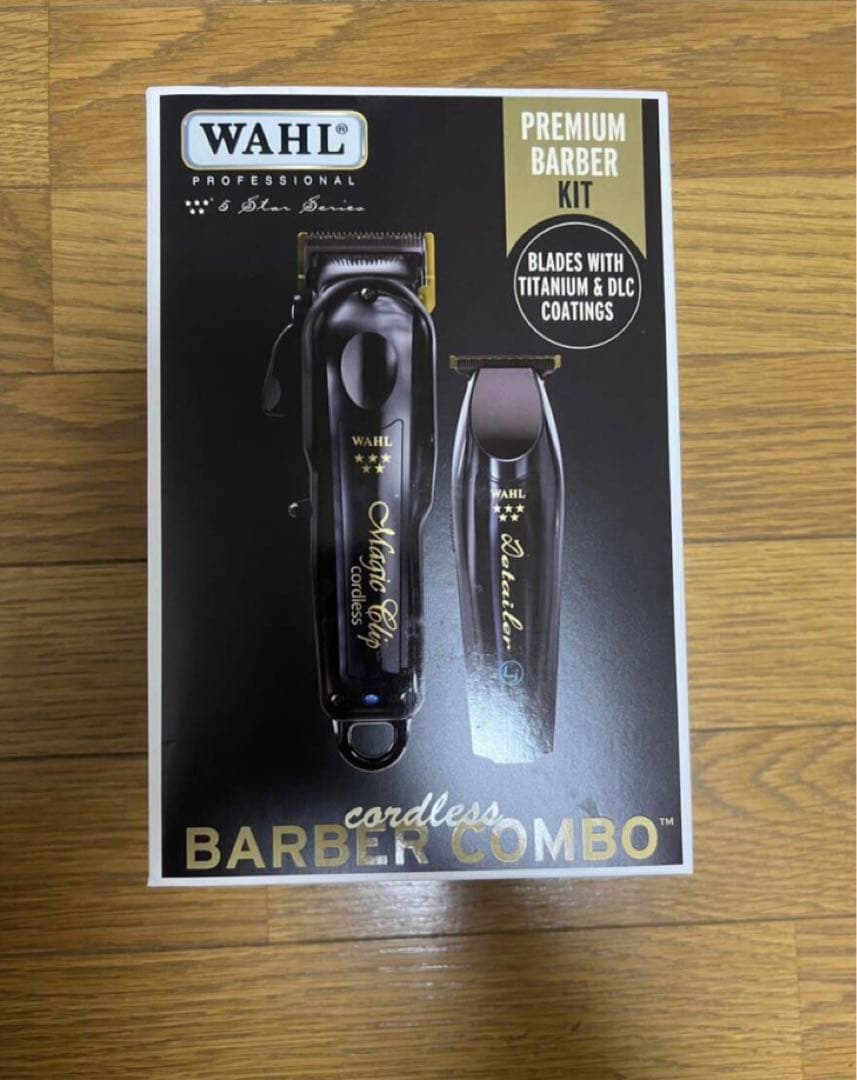 WAHL®
PROFESSIONAL
5 Star Series
PREMIUM
BARBER
KIT
BLADES WITH
TITANIUM & DLC
COATINGS
WAHL
Magic Clip
cordless
WAHL
Detailer
Li
cordless
BARBER COMBO™